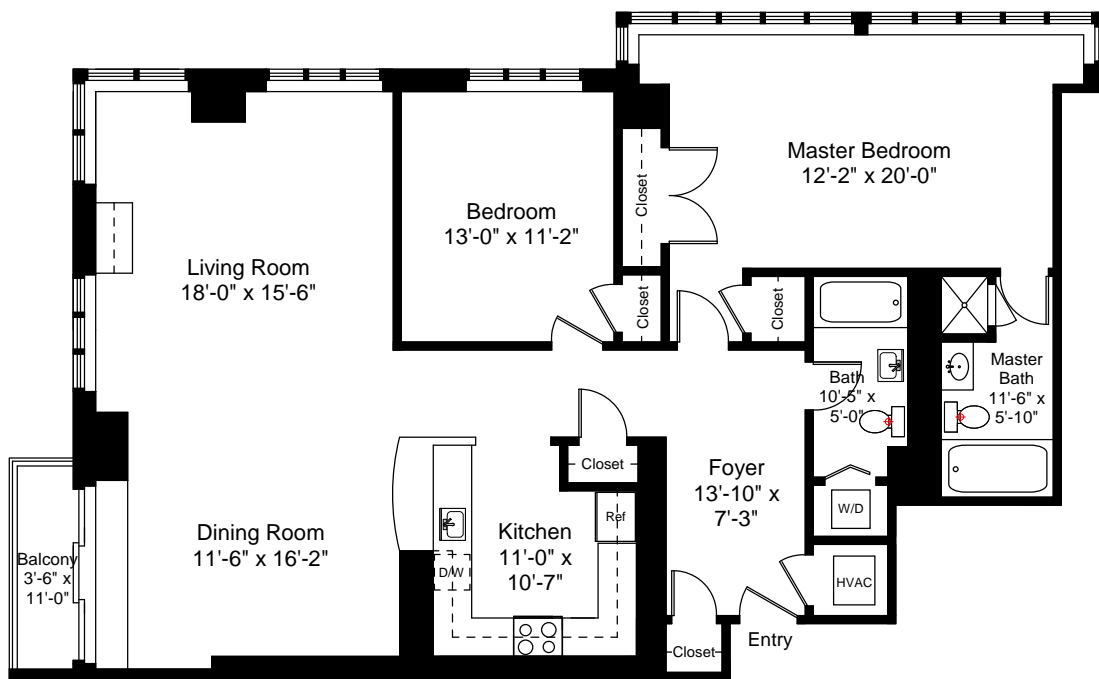 Master Bedroom
12'-2" x 20'-0"
Closet
Bedroom
13'-0" x 11'-2"
Living Room
18'-0" x 15'-6"
Closet
Closet
Bath
10'-5" x
5'-0"
Master
Bath
11'-6" x
5'-10"
Closet
Foyer
13'-10" x
7'-3"
W/D
Ref
Kitchen
11'-0" x
10'-7"
Dining Room
11'-6" x 16'-2"
Balcony
3'-6" x
11'-0"
D/W
HVAC
Entry
Closet